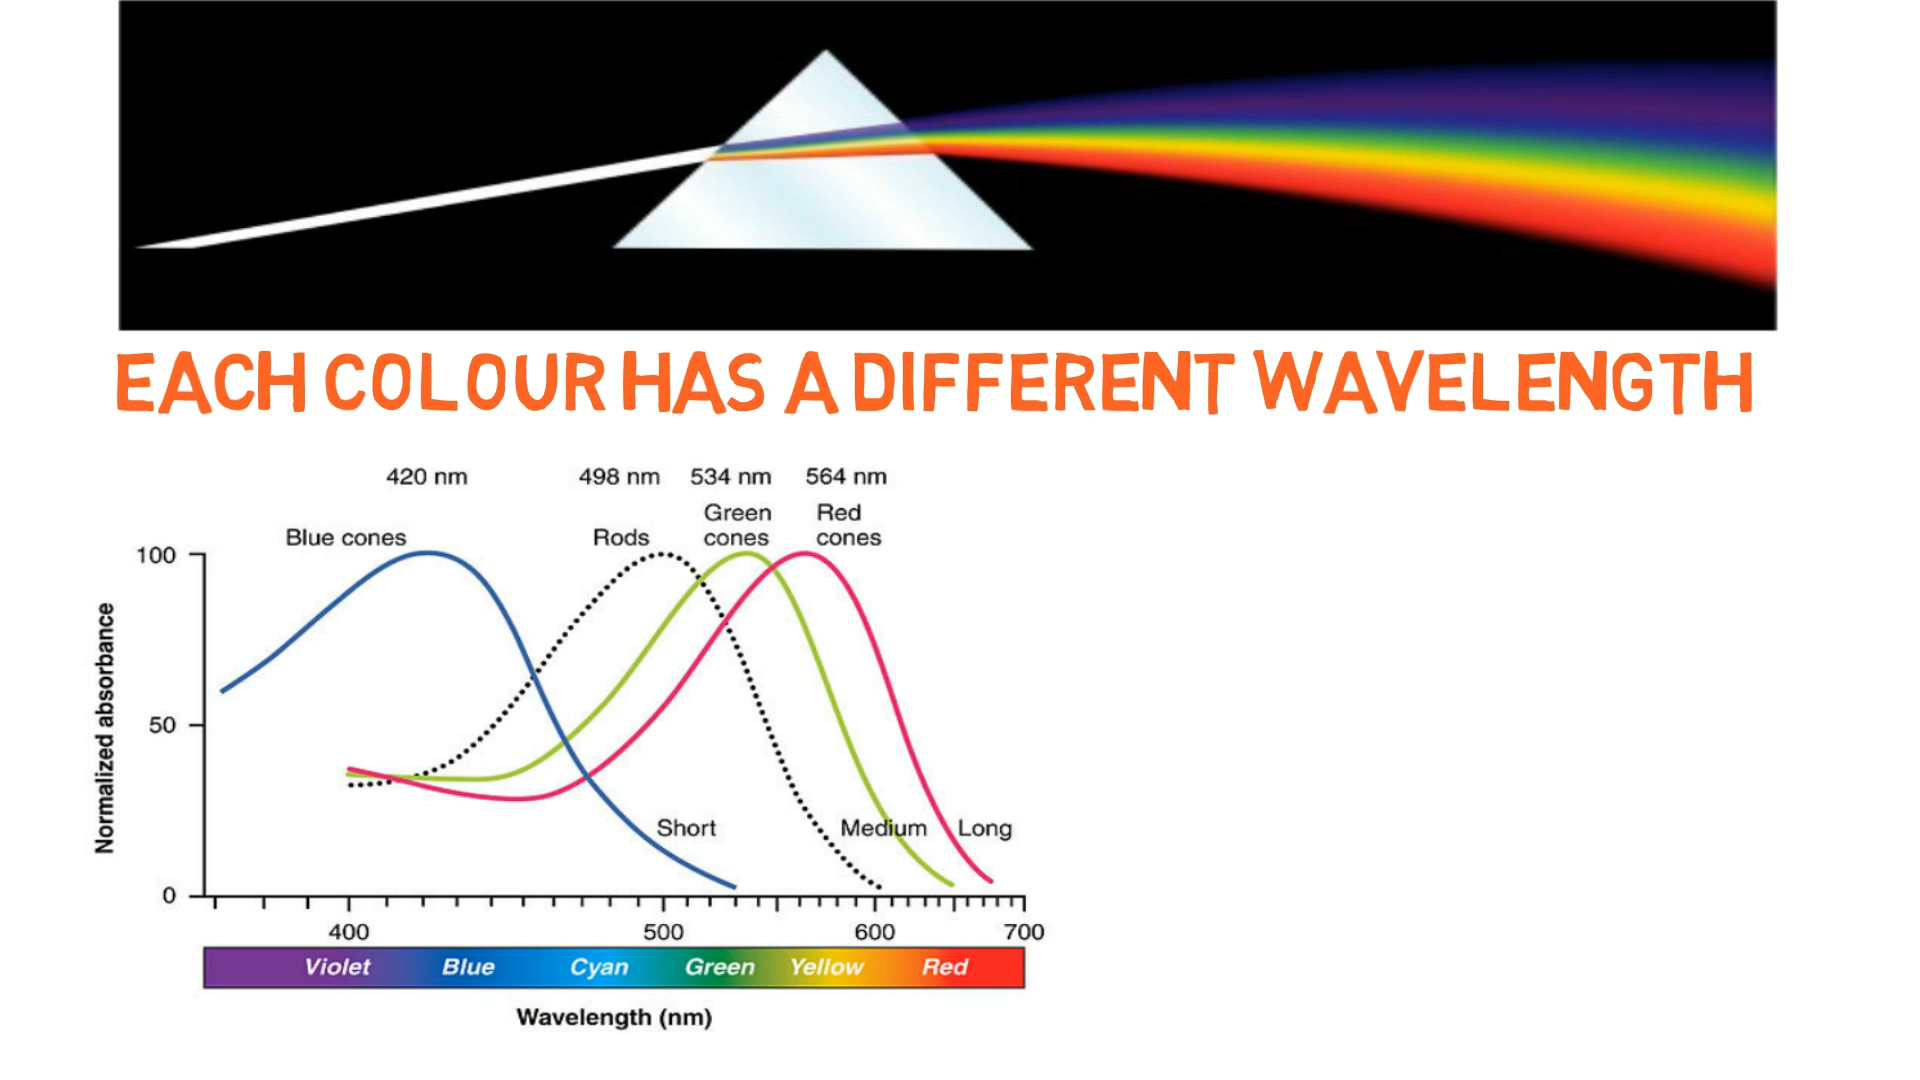 EACH COLOUR HAS A DIFFERENT WAVELENGTH
420 nm 498 nm 534 nm 564 nm
Blue cones Rods Green cones Red cones
100
50
0
Normalized absorbance
Short Medium Long
400 500 600 700
Violet Blue Cyan Green Yellow Red
Wavelength (nm)